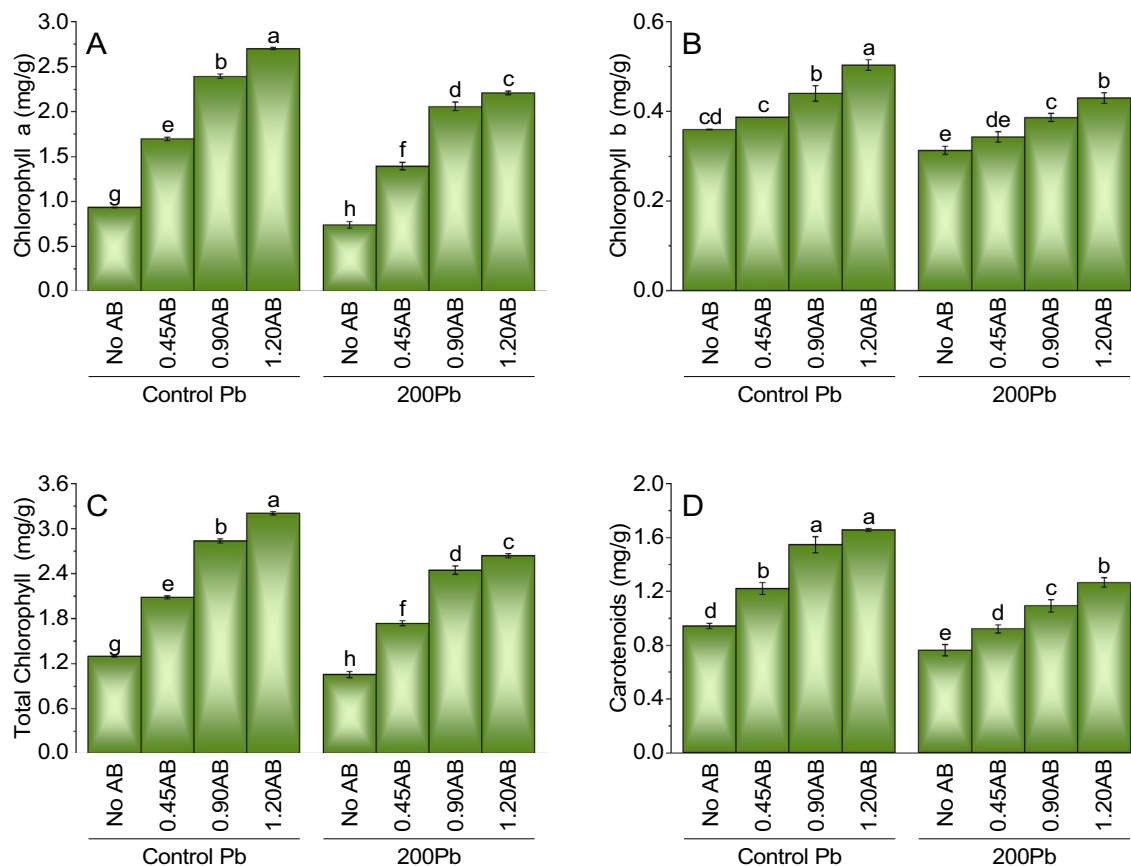 A
Chlorophyll a (mg/g)
3.0
2.5
2.0
1.5
1.0
0.5
0.0
g
e
b
a
h
f
d
c
No AB
0.45AB
0.90AB
1.20AB
No AB
0.45AB
0.90AB
1.20AB
Control Pb
200Pb
B
Chlorophyll b (mg/g)
0.6
0.4
0.2
0.0
cd
c
b
a
e
de
c
b
No AB
0.45AB
0.90AB
1.20AB
No AB
0.45AB
0.90AB
1.20AB
Control Pb
200Pb
C
Total Chlorophyll (mg/g)
3.6
3.0
2.4
1.8
1.2
0.6
0.0
g
e
b
a
h
f
d
c
No AB
0.45AB
0.90AB
1.20AB
No AB
0.45AB
0.90AB
1.20AB
Control Pb
200Pb
D
Carotenoids (mg/g)
2.0
1.6
1.2
0.8
0.4
0.0
d
b
a
a
e
d
c
b
No AB
0.45AB
0.90AB
1.20AB
No AB
0.45AB
0.90AB
1.20AB
Control Pb
200Pb